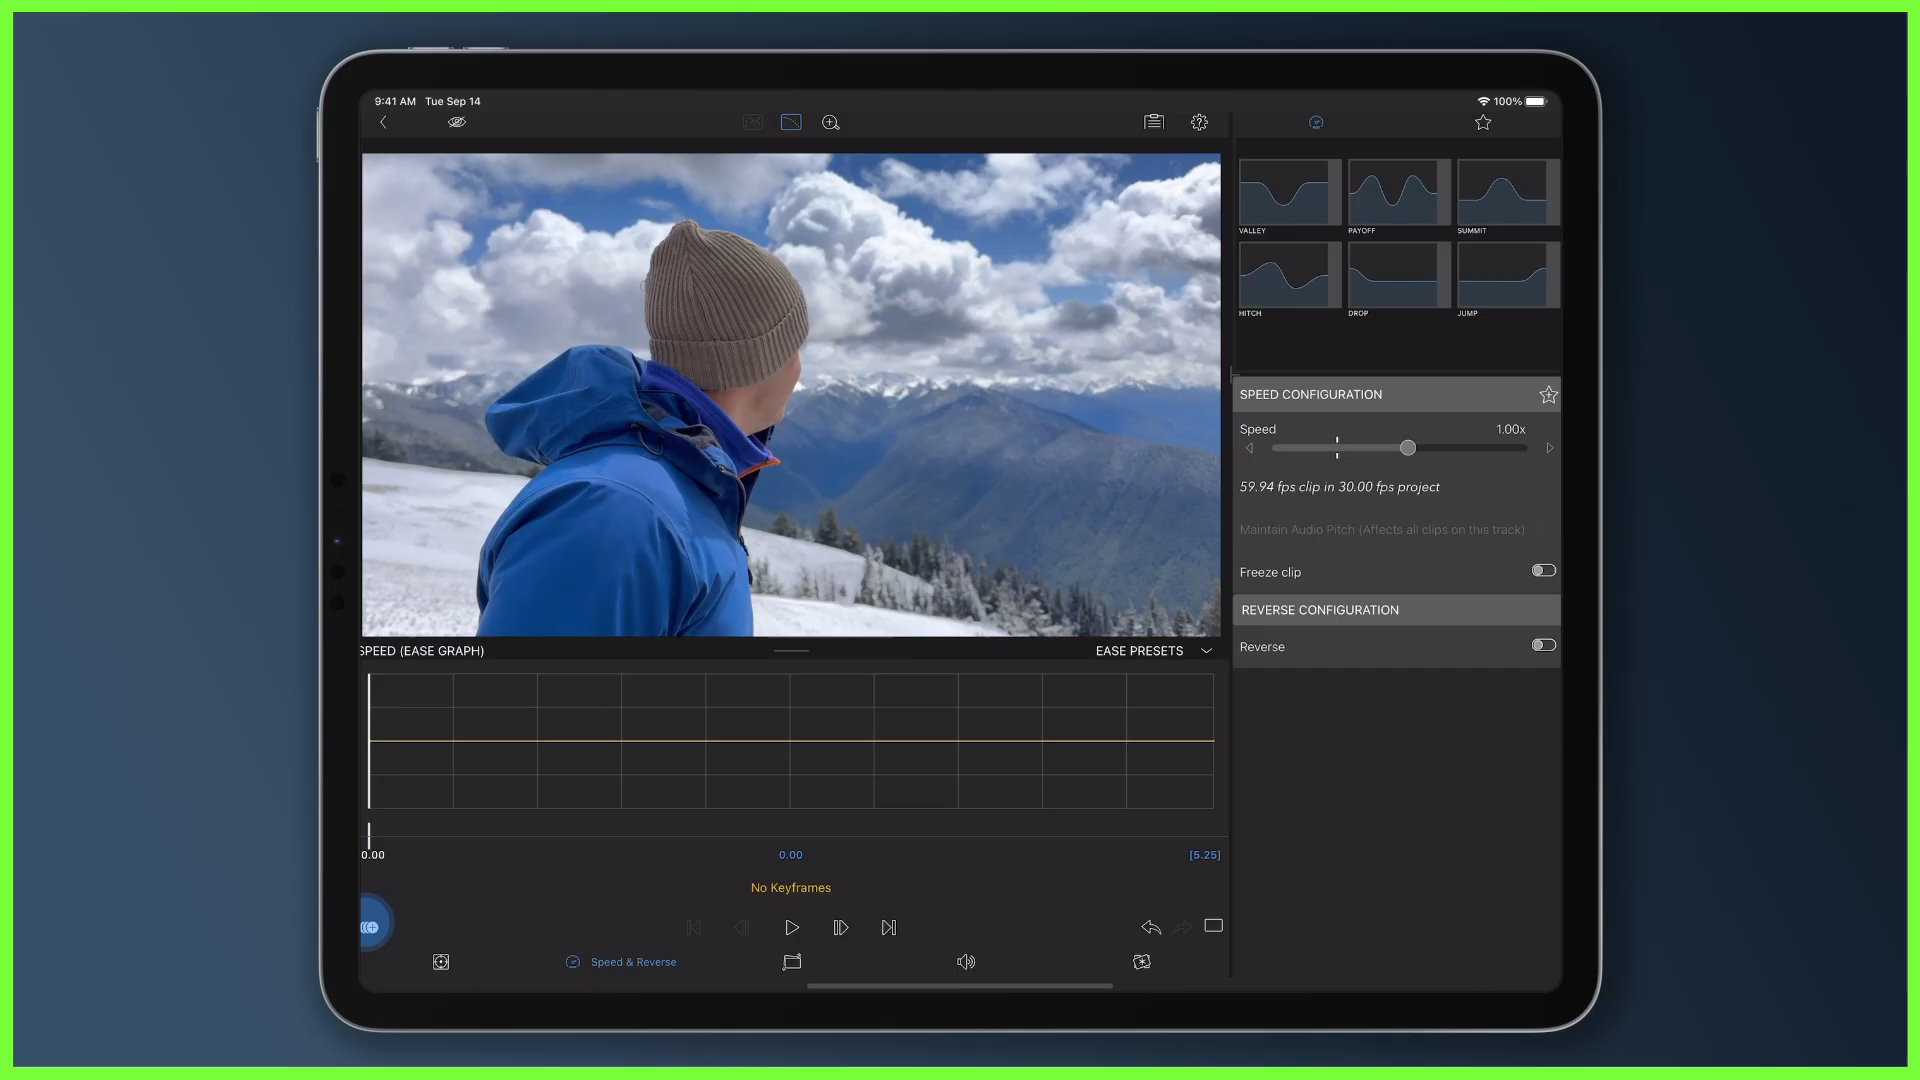 9:41 AM Tue Sep 14
100%
VALLEY
PAYOFF
SUMMIT
HITCH
DROP
JUMP
SPEED CONFIGURATION
Speed
1.00x
59.94 fps clip in 30.00 fps project
Maintain Audio Pitch (Affects all clips on this track)
Freeze clip
REVERSE CONFIGURATION
Reverse
SPEED (EASE GRAPH)
EASE PRESETS
0.00
0.00
[5.25]
No Keyframes
Speed & Reverse